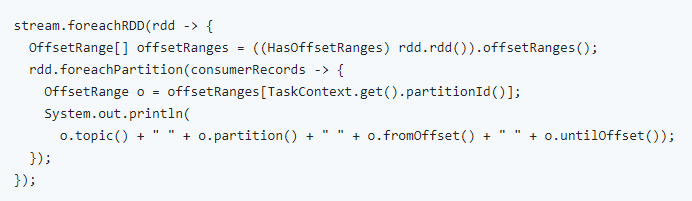 stream.foreachRDD(rdd -> {
  OffsetRange[] offsetRanges = ((HasOffsetRanges) rdd.rdd()).offsetRanges();
  rdd.foreachPartition(consumerRecords -> {
    OffsetRange o = offsetRanges[TaskContext.get().partitionId()];
    System.out.println(
      o.topic() + " " + o.partition() + " " + o.fromOffset() + " " + o.untilOffset());
  });
});